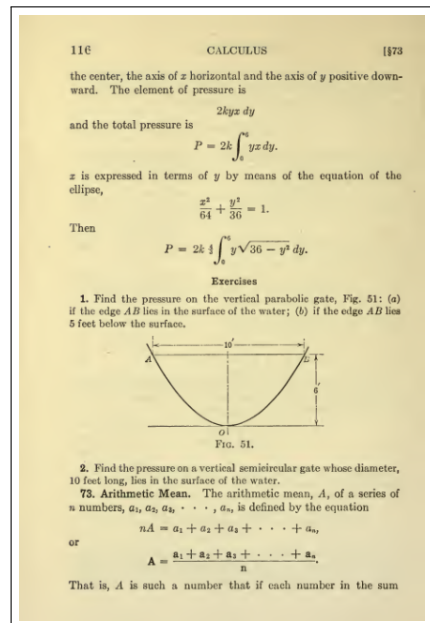 116 CALCULUS [§73
the center, the axis of x horizontal and the axis of y positive down-
ward. The element of pressure is
2kyx dy
and the total pressure is
P = 2k ∫₀⁶ yx dy.
x is expressed in terms of y by means of the equation of the
ellipse,
x²/64 + y²/36 = 1.
Then
P = 2k 4/3 ∫₀⁶ y√(36 − y²) dy.
Exercises
1. Find the pressure on the vertical parabolic gate, Fig. 51: (a)
if the edge AB lies in the surface of the water; (b) if the edge AB lies
5 feet below the surface.
10′
A B
6′
O
FIG. 51.
2. Find the pressure on a vertical semicircular gate whose diameter,
10 feet long, lies in the surface of the water.
73. Arithmetic Mean. The arithmetic mean, A, of a series of
n numbers, a₁, a₂, a₃, · · · , aₙ, is defined by the equation
nA = a₁ + a₂ + a₃ + · · · + aₙ,
or
A = (a₁ + a₂ + a₃ + · · · + aₙ)/n.
That is, A is such a number that if each number in the sum